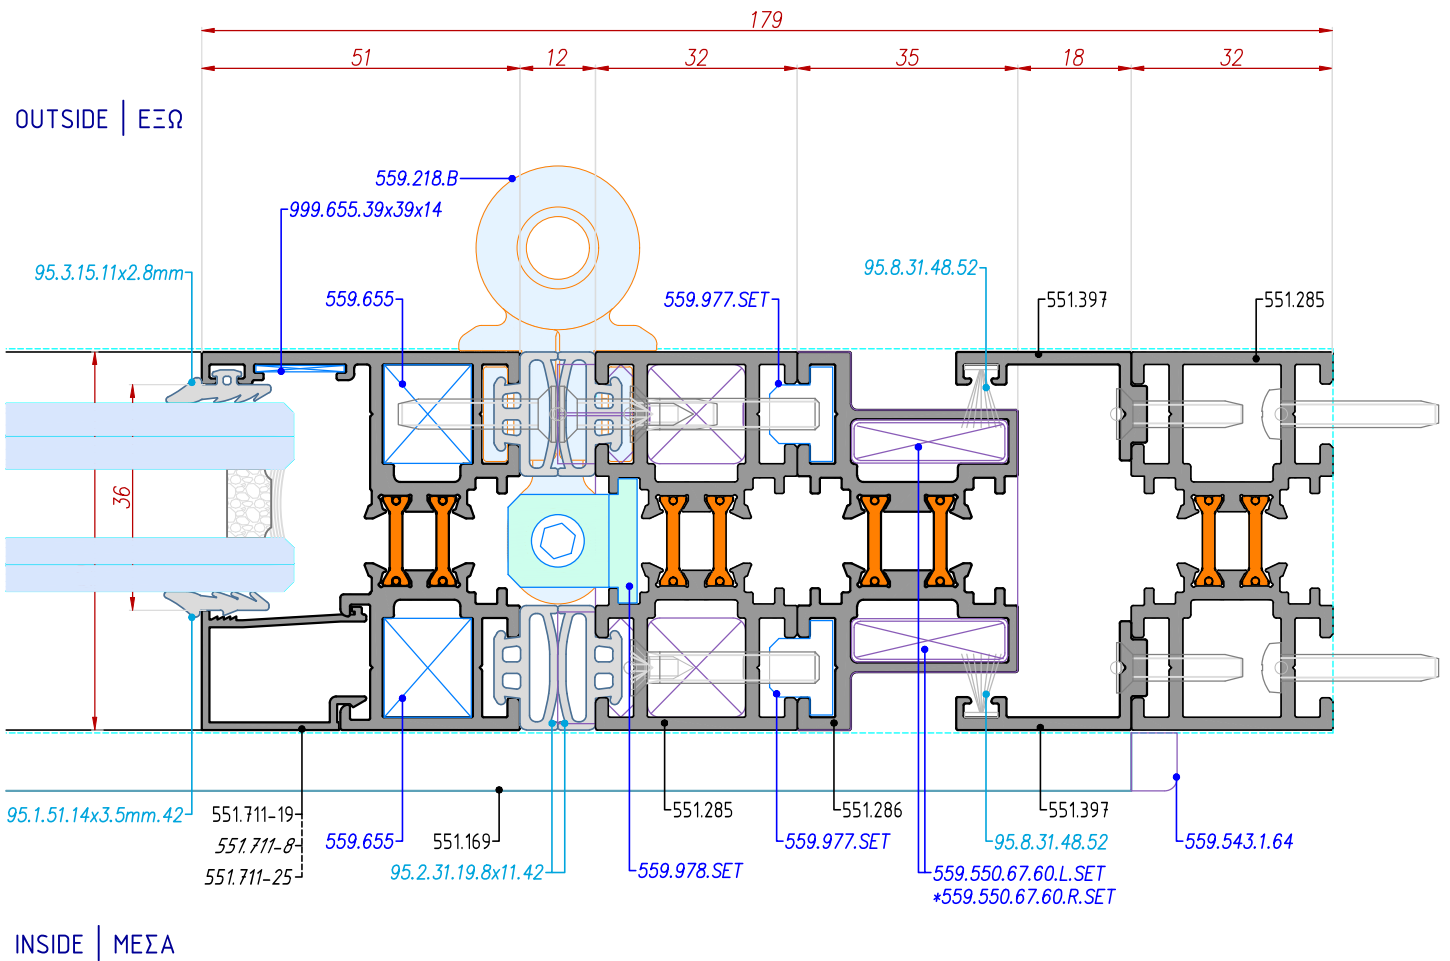 179
51 12 32 35 18 32
OUTSIDE | ΕΞΩ
559.218.B
999.655.39x39x14
95.3.15.11x2.8mm
95.8.31.48.52
559.655
559.977.SET
551.397
551.285
36
95.1.51.14x3.5mm.42
551.711-19
551.711-8
551.711-25
559.655
551.169
95.2.31.19.8x11.42
559.978.SET
551.285
559.977.SET
551.286
559.550.67.60.L.SET
*559.550.67.60.R.SET
551.397
95.8.31.48.52
559.543.1.64
INSIDE | ΜΕΣΑ